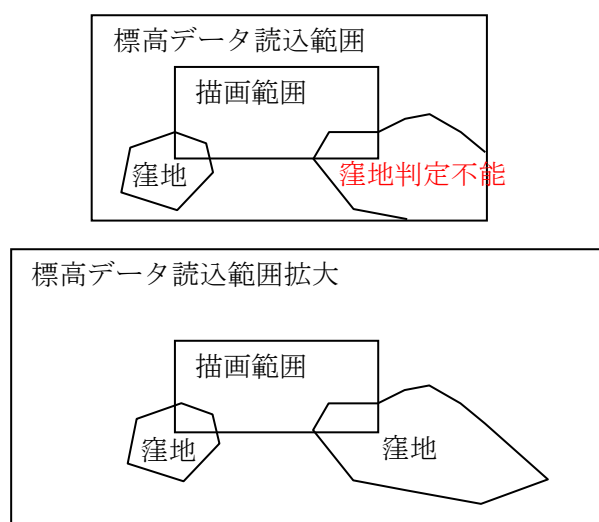 標高データ読込範囲
描画範囲
窪地
窪地判定不能
標高データ読込範囲拡大
描画範囲
窪地
窪地